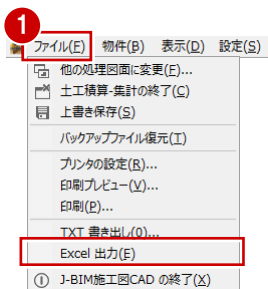 1
ファイル(F) 物件(B) 表示(D) 設定(S)
他の処理図面に変更(F)...
土工積算-集計の終了(C)
上書き保存(S)
バックアップファイル復元(T)
プリンタの設定(R)...
印刷プレビュー(V)...
印刷(P)...
TXT 書き出し(O)...
Excel 出力(E)
J-BIM施工図CAD の終了(X)